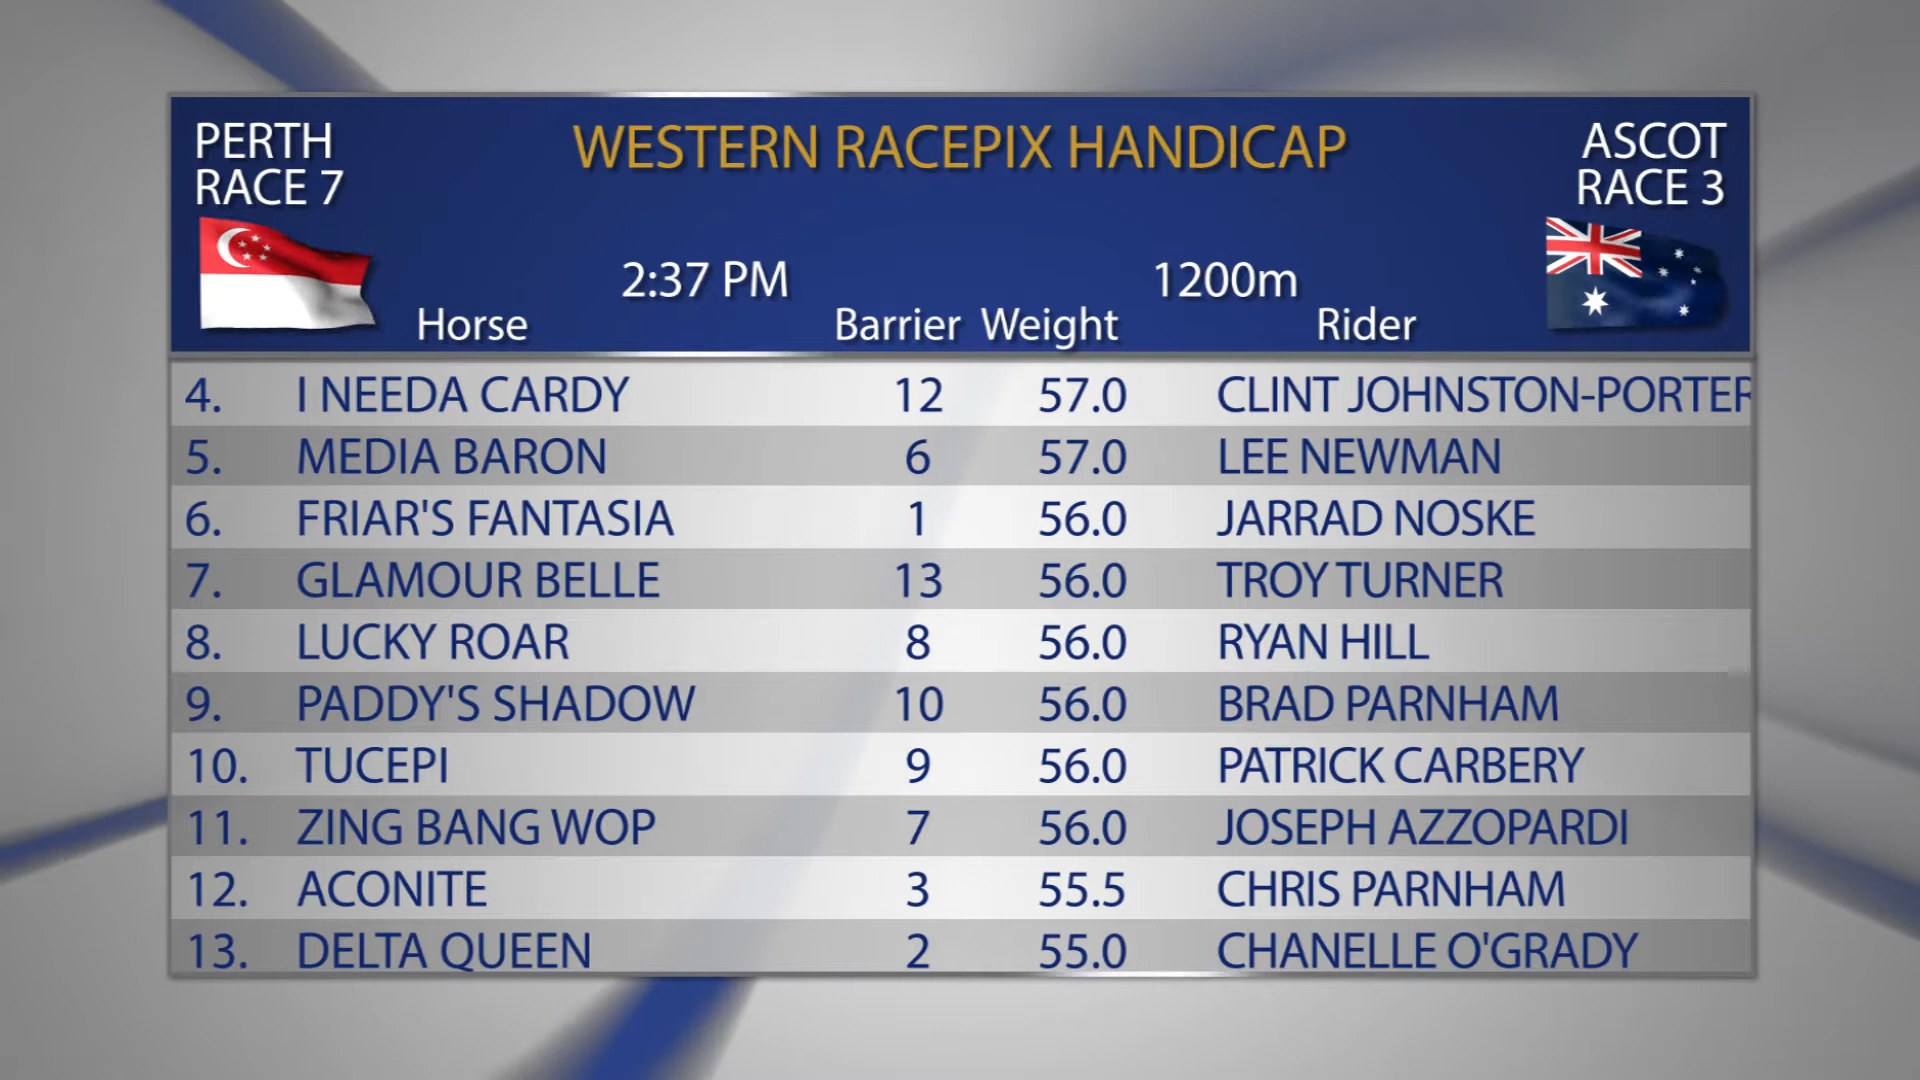 PERTH
RACE 7
WESTERN RACEPIX HANDICAP
ASCOT
RACE 3
2:37 PM 1200m
Horse Barrier Weight Rider
4. I NEEDA CARDY 12 57.0 CLINT JOHNSTON-PORTER
5. MEDIA BARON 6 57.0 LEE NEWMAN
6. FRIAR'S FANTASIA 1 56.0 JARRAD NOSKE
7. GLAMOUR BELLE 13 56.0 TROY TURNER
8. LUCKY ROAR 8 56.0 RYAN HILL
9. PADDY'S SHADOW 10 56.0 BRAD PARNHAM
10. TUCEPI 9 56.0 PATRICK CARBERY
11. ZING BANG WOP 7 56.0 JOSEPH AZZOPARDI
12. ACONITE 3 55.5 CHRIS PARNHAM
13. DELTA QUEEN 2 55.0 CHANELLE O'GRADY